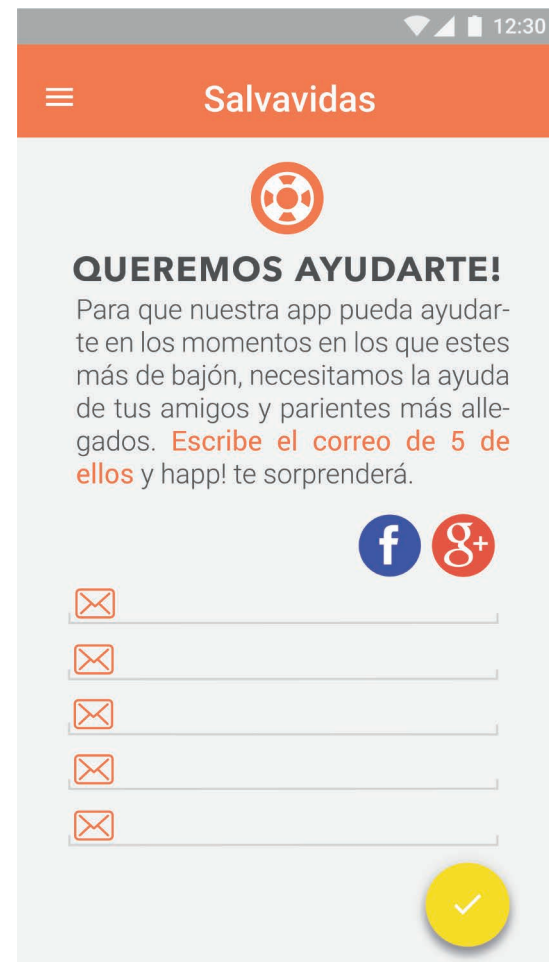 12:30
Salvavidas
QUEREMOS AYUDARTE!
Para que nuestra app pueda ayudar-
te en los momentos en los que estes
más de bajón, necesitamos la ayuda
de tus amigos y parientes más alle-
gados. Escribe el correo de 5 de
ellos y happ! te sorprenderá.
f g+